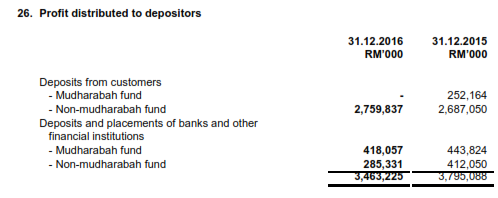 26. Profit distributed to depositors
31.12.2016 31.12.2015
RM'000 RM'000
Deposits from customers
- Mudharabah fund - 252,164
- Non-mudharabah fund 2,759,837 2,687,050
Deposits and placements of banks and other
financial institutions
- Mudharabah fund 418,057 443,824
- Non-mudharabah fund 285,331 412,050
3,463,225 3,795,088